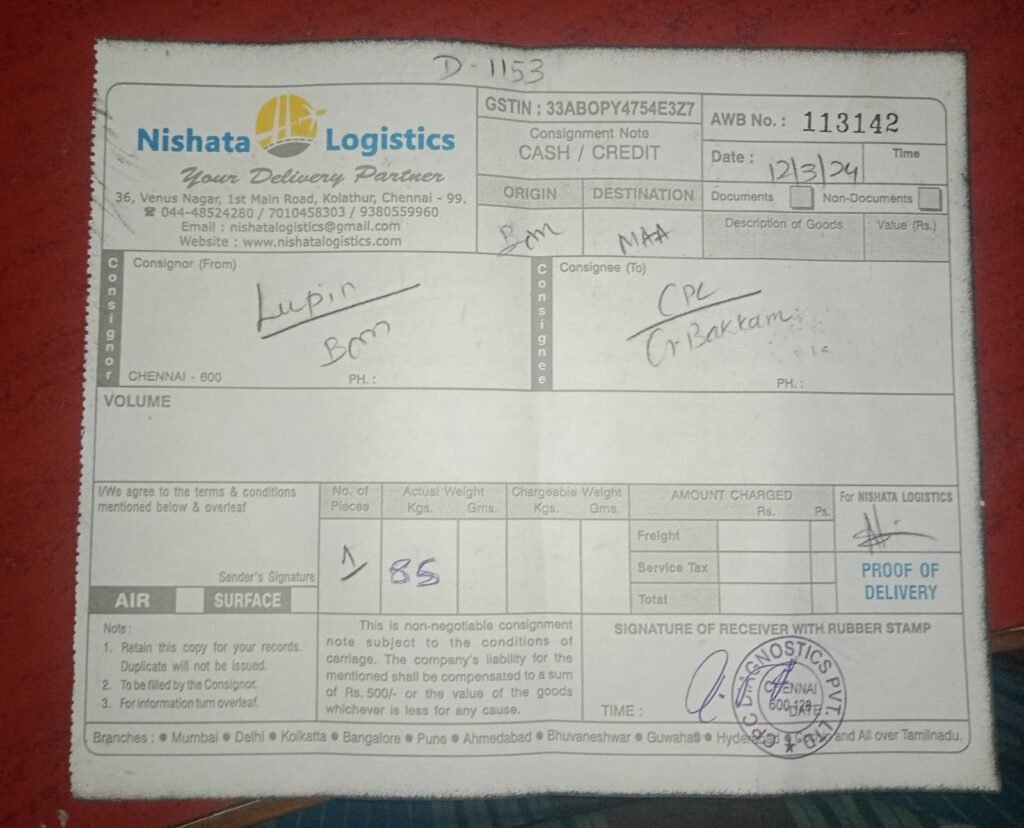 D-1153
Nishata Logistics
Your Delivery Partner
36, Venus Nagar, 1st Main Road, Kolathur, Chennai - 99.
☎ 044-48524280 / 7010458303 / 9380559960
Email : nishatalogistics@gmail.com
Website : www.nishatalogistics.com
GSTIN : 33ABOPY4754E3Z7
Consignment Note
CASH / CREDIT
ORIGIN DESTINATION
Bom MAA
AWB No. : 113142
Date : 12/3/24 Time
Documents Non-Documents
Description of Goods Value (Rs.)
Consignor
Consignor (From)
Lupin
Bom
CHENNAI - 600 PH. :
Consignee
Consignee (To)
CPC
PH. :
VOLUME
I/We agree to the terms & conditions
mentioned below & overleaf
Sender's Signature
AIR SURFACE
No. of
Pieces
1
Actual Weight
Kgs. Gms.
85
Chargeable Weight
Kgs. Gms.
AMOUNT CHARGED
Rs. Ps.
Freight
Service Tax
Total
For NISHATA LOGISTICS
PROOF OF
DELIVERY
Note :
1. Retain this copy for your records.
Duplicate will not be issued.
2. To be filled by the Consignor.
3. For information turn overleaf.
This is non-negotiable consignment
note subject to the conditions of
carriage. The company's liability for the
mentioned shall be compensated to a sum
of Rs. 500/- or the value of the goods
whichever is less for any cause.
SIGNATURE OF RECEIVER WITH RUBBER STAMP
TIME : DATE :
DIAGNOSTICS PVT. LTD.
CHENNAI
Branches : ● Mumbai ● Delhi ● Kolkatta ● Bangalore ● Pune ● Ahmedabad ● Bhuvaneshwar ● Guwahati ● Hyderabad ● Cochin and All over Tamilnadu.